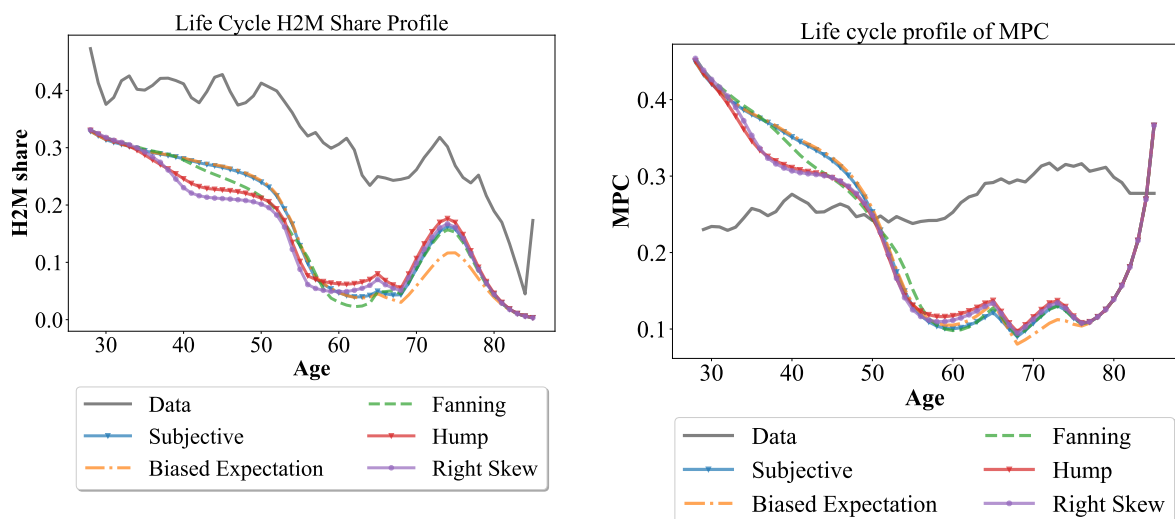 Life Cycle H2M Share Profile
H2M share
0.4
0.3
0.2
0.1
0.0
30 40 50 60 70 80
Age
Data Fanning
Subjective Hump
Biased Expectation Right Skew
Life cycle profile of MPC
MPC
0.4
0.3
0.2
0.1
30 40 50 60 70 80
Age
Data Fanning
Subjective Hump
Biased Expectation Right Skew